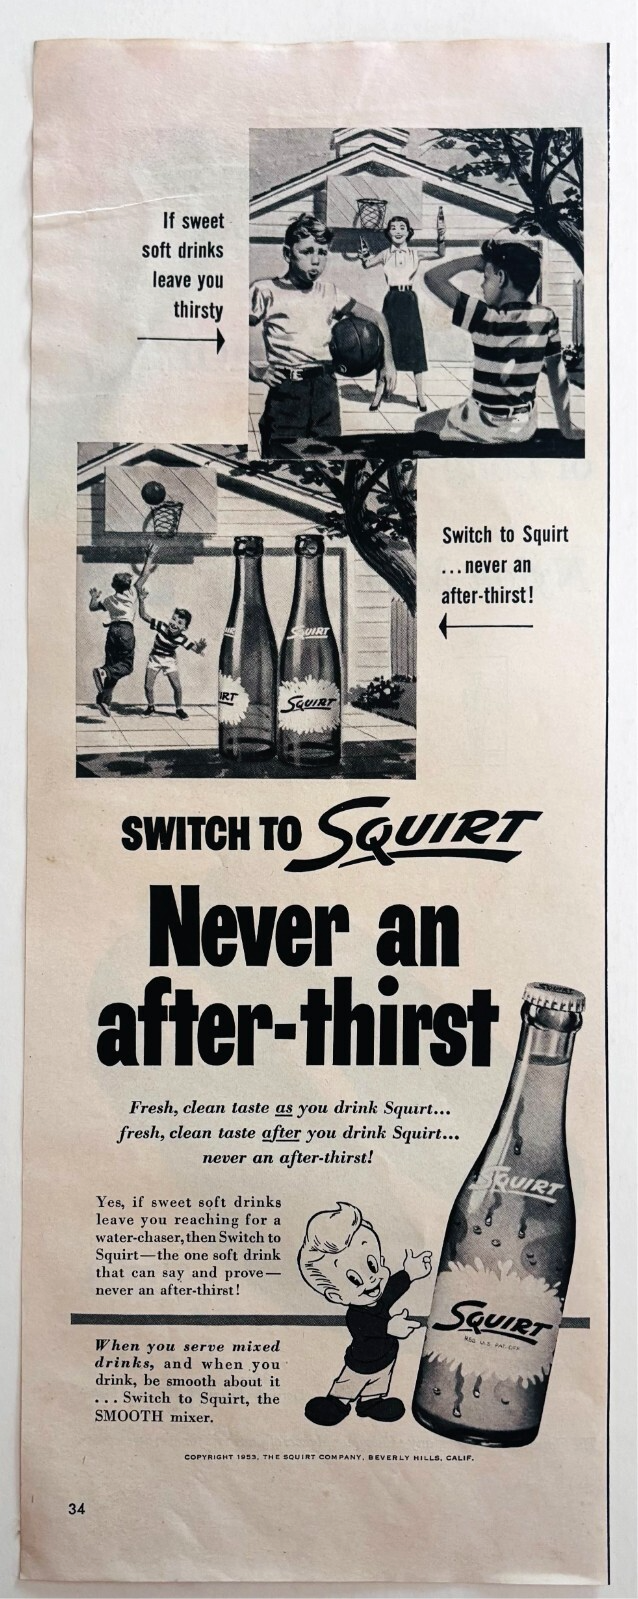 If sweet
soft drinks
leave you
thirsty
Switch to Squirt
...never an
after-thirst!
SQUIRT
SQUIRT
SWITCH TO SQUIRT
Never an
after-thirst
Fresh, clean taste as you drink Squirt...
fresh, clean taste after you drink Squirt...
never an after-thirst!
Yes, if sweet soft drinks
leave you reaching for a
water-chaser, then Switch to
Squirt—the one soft drink
that can say and prove—
never an after-thirst!
When you serve mixed
drinks, and when you
drink, be smooth about it
... Switch to Squirt, the
SMOOTH mixer.
SQUIRT
SQUIRT
REG. U.S. PAT. OFF.
COPYRIGHT 1953, THE SQUIRT COMPANY, BEVERLY HILLS, CALIF.
34